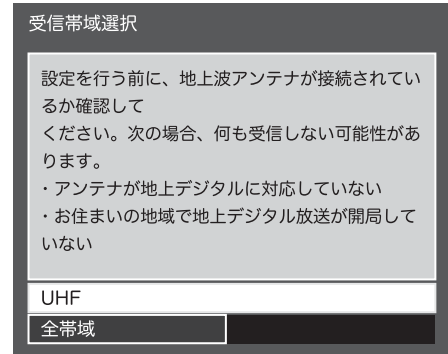 受信帯域選択
設定を行う前に、地上波アンテナが接続されてい
るか確認して
ください。次の場合、何も受信しない可能性があ
ります。
・アンテナが地上デジタルに対応していない
・お住まいの地域で地上デジタル放送が開局して
いない
UHF
全帯域